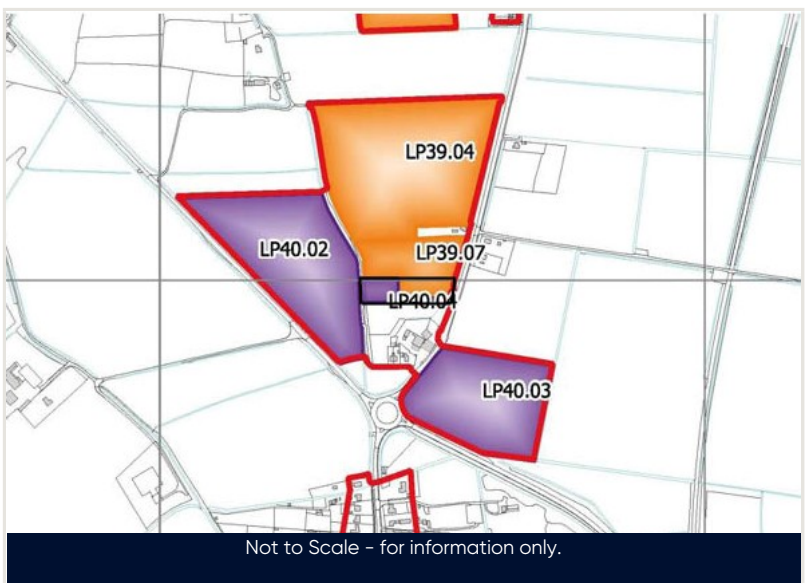 LP39.04
LP40.02
LP39.07
LP40.04
LP40.03
Not to Scale - for information only.